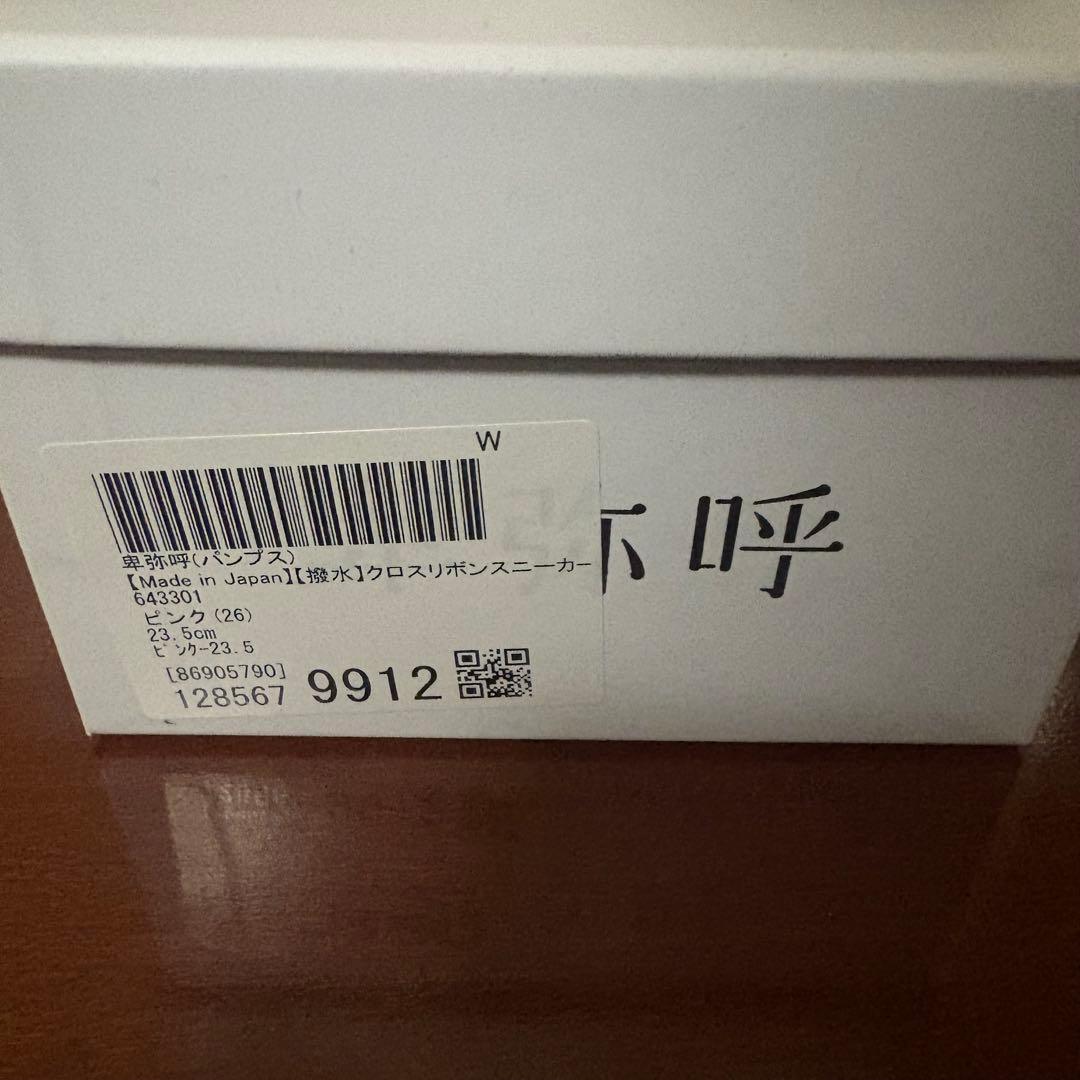 W
卑弥呼(パンプス)
【Made in Japan】【撥水】クロスリボンスニーカー
643301
ピンク(26)
23.5cm
ﾋﾟﾝｸ-23.5
[86905790]
128567 9912
呼